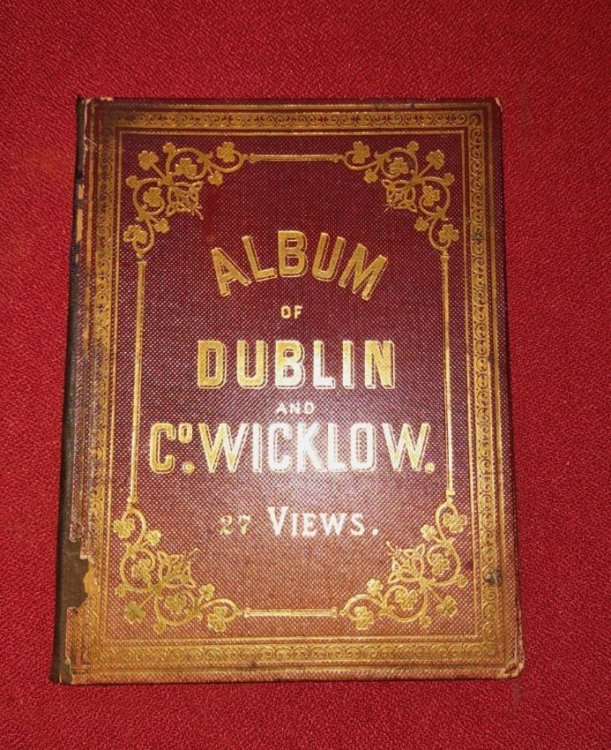 ALBUM
OF
DUBLIN
AND
Cº. WICKLOW.
27 VIEWS.